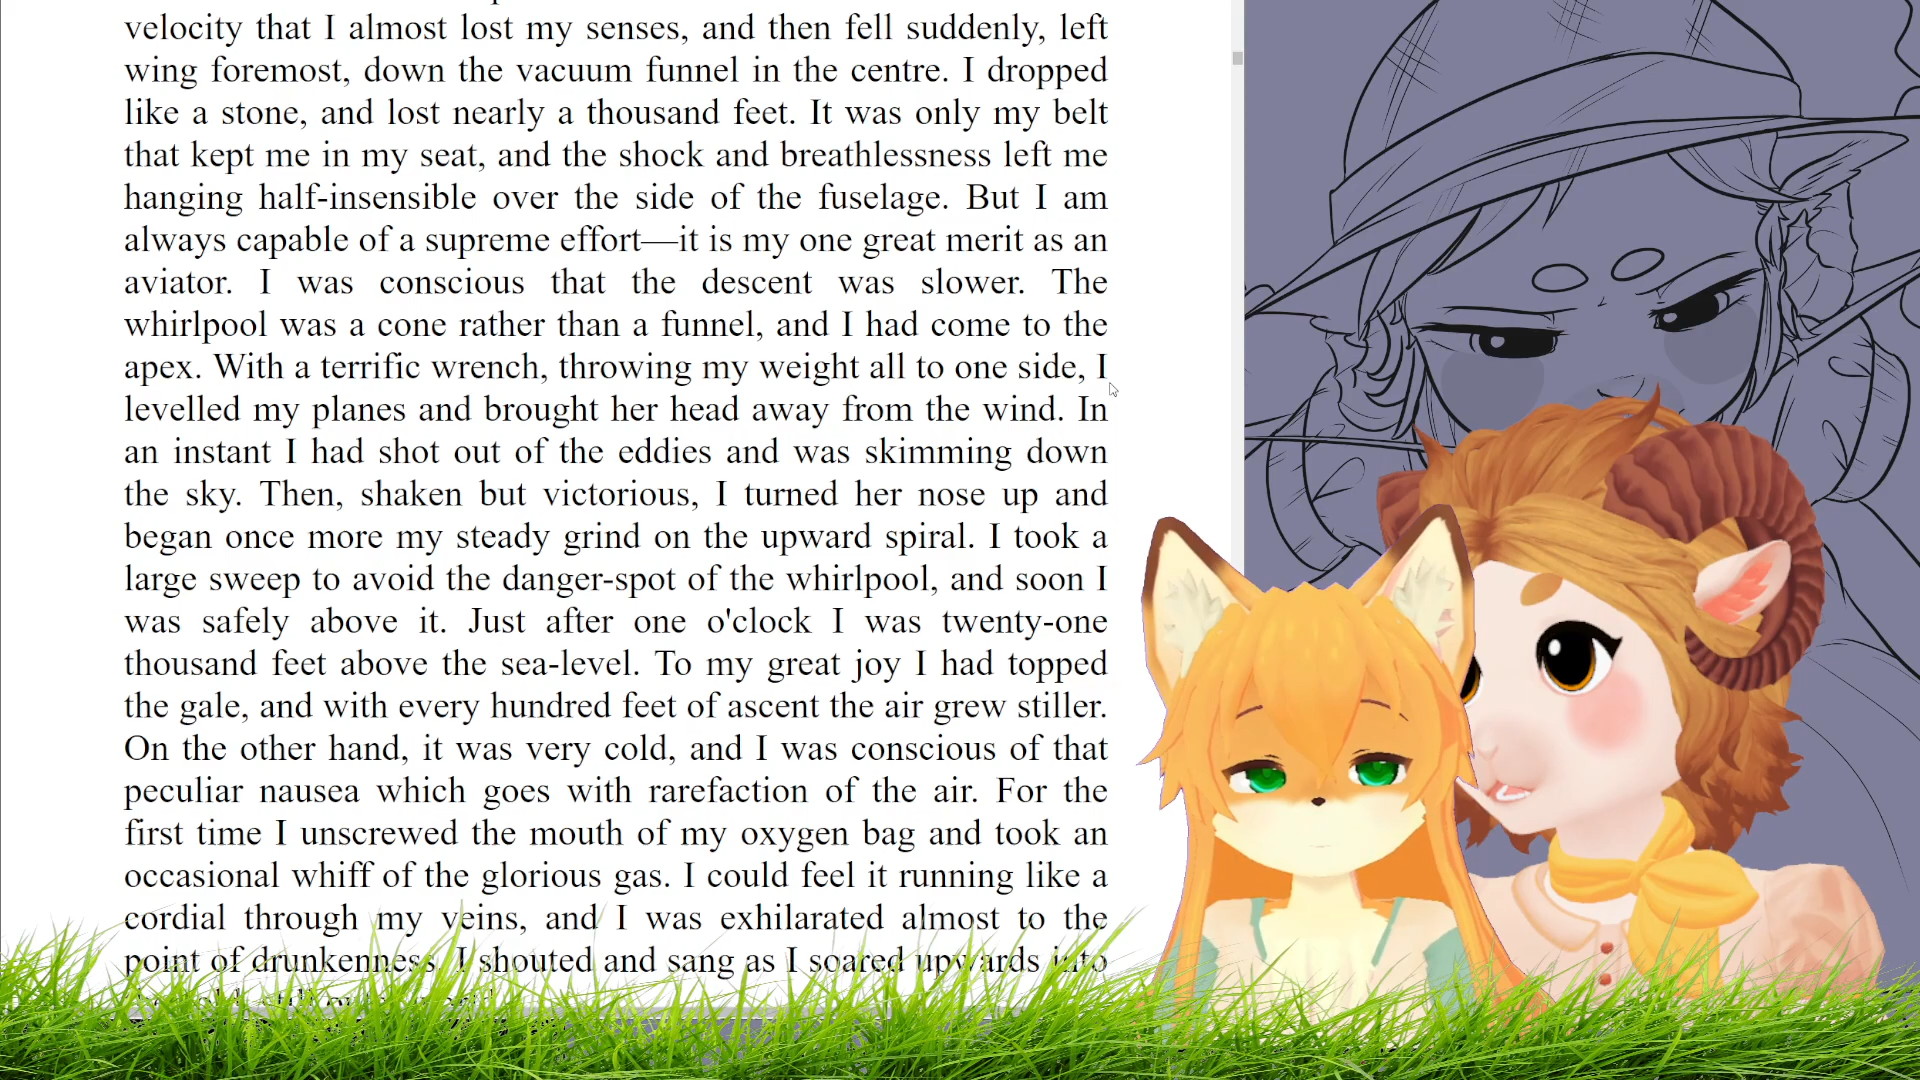 velocity that I almost lost my senses, and then fell suddenly, left
wing foremost, down the vacuum funnel in the centre. I dropped
like a stone, and lost nearly a thousand feet. It was only my belt
that kept me in my seat, and the shock and breathlessness left me
hanging half-insensible over the side of the fuselage. But I am
always capable of a supreme effort—it is my one great merit as an
aviator. I was conscious that the descent was slower. The
whirlpool was a cone rather than a funnel, and I had come to the
apex. With a terrific wrench, throwing my weight all to one side, I
levelled my planes and brought her head away from the wind. In
an instant I had shot out of the eddies and was skimming down
the sky. Then, shaken but victorious, I turned her nose up and
began once more my steady grind on the upward spiral. I took a
large sweep to avoid the danger-spot of the whirlpool, and soon I
was safely above it. Just after one o'clock I was twenty-one
thousand feet above the sea-level. To my great joy I had topped
the gale, and with every hundred feet of ascent the air grew stiller.
On the other hand, it was very cold, and I was conscious of that
peculiar nausea which goes with rarefaction of the air. For the
first time I unscrewed the mouth of my oxygen bag and took an
occasional whiff of the glorious gas. I could feel it running like a
cordial through my veins, and I was exhilarated almost to the
point of drunkenness. I shouted and sang as I soared upwards into